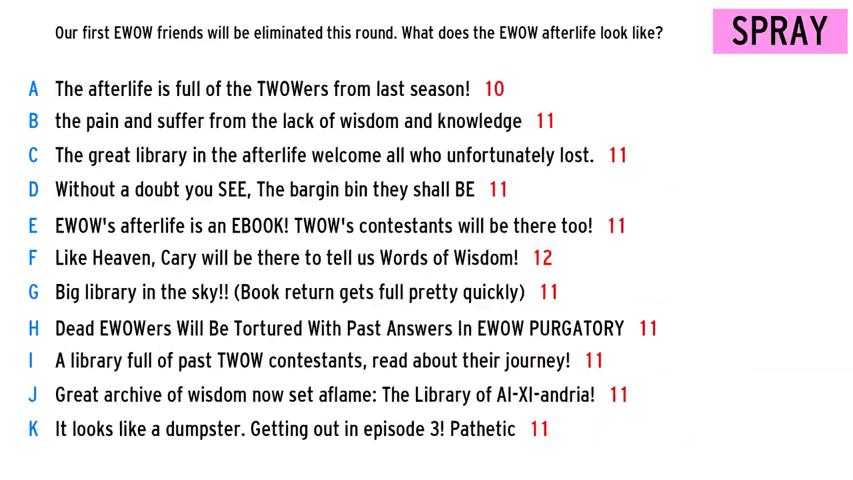 Our first EWOW friends will be eliminated this round. What does the EWOW afterlife look like?
SPRAY
A The afterlife is full of the TWOWers from last season! 10
B the pain and suffer from the lack of wisdom and knowledge 11
C The great library in the afterlife welcome all who unfortunately lost. 11
D Without a doubt you SEE, The bargin bin they shall BE 11
E EWOW's afterlife is an EBOOK! TWOW's contestants will be there too! 11
F Like Heaven, Cary will be there to tell us Words of Wisdom! 12
G Big library in the sky!! (Book return gets full pretty quickly) 11
H Dead EWOWers Will Be Tortured With Past Answers In EWOW PURGATORY 11
I A library full of past TWOW contestants, read about their journey! 11
J Great archive of wisdom now set aflame: The Library of Al-XI-andria! 11
K It looks like a dumpster. Getting out in episode 3! Pathetic 11